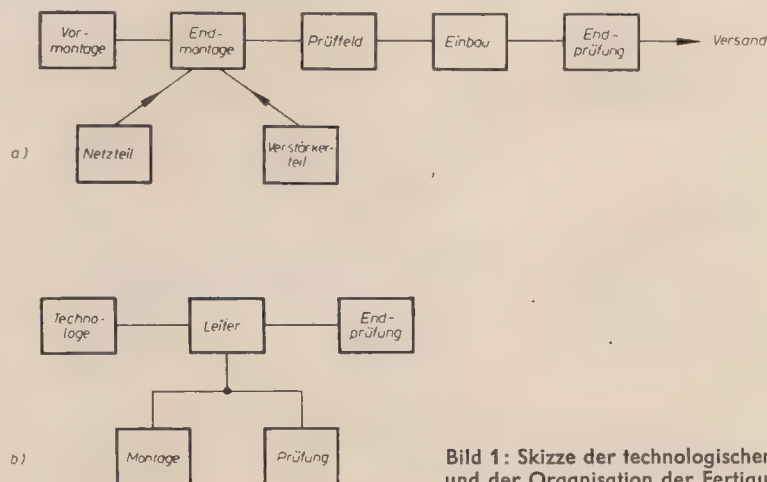 Vor-
montage
End-
montage
Prüffeld
Einbau
End-
prüfung
Versand
a)
Netzteil
Verstärker-
teil
Techno-
loge
Leiter
End-
prüfung
b)
Montage
Prüfung
Bild 1: Skizze der technologischen
und der Organisation der